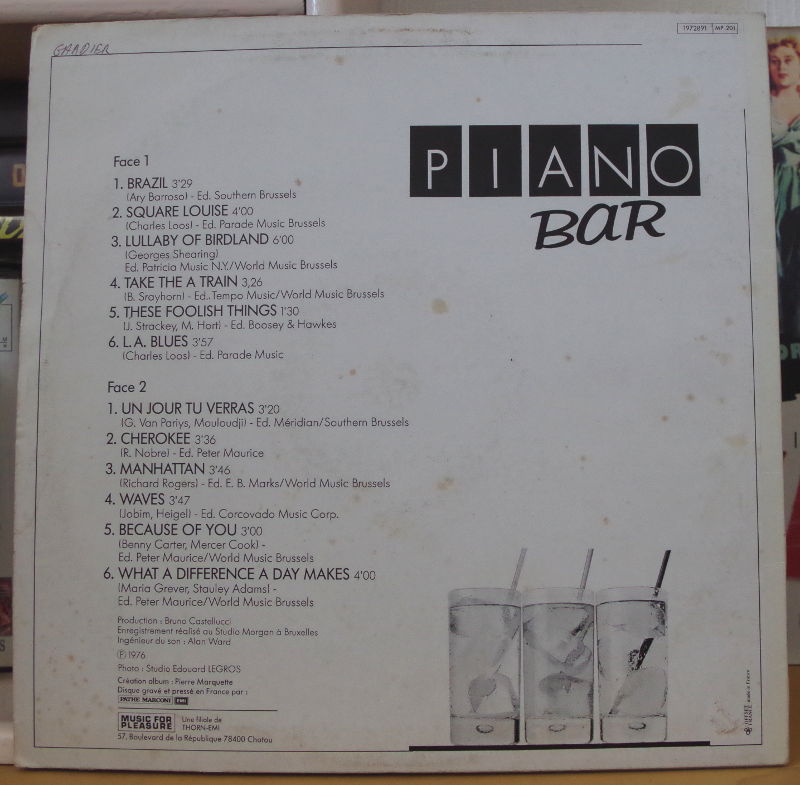 GRADIER
1972891 MP 201
PIANO
BAR
Face 1
1. BRAZIL 3'29
(Ary Barroso) - Ed. Southern Brussels
2. SQUARE LOUISE 4'00
(Charles Loos) - Ed. Parade Music Brussels
3. LULLABY OF BIRDLAND 6'00
(Georges Shearing)
Ed. Patricia Music N.Y./World Music Brussels
4. TAKE THE A TRAIN 3,26
(B. Srayhorn) - Ed. Tempo Music/World Music Brussels
5. THESE FOOLISH THINGS 1'30
(J. Strackey, M. Hort) - Ed. Boosey & Hawkes
6. L.A. BLUES 3'57
(Charles Loos) - Ed. Parade Music
Face 2
1. UN JOUR TU VERRAS 3'20
(G. Van Pariys, Mouloudji) - Ed. Méridian/Southern Brussels
2. CHEROKEE 3'36
(R. Nobre) - Ed. Peter Maurice
3. MANHATTAN 3'46
(Richard Rogers) - Ed. E. B. Marks/World Music Brussels
4. WAVES 3'47
(Jobim, Heigel) - Ed. Corcovado Music Corp.
5. BECAUSE OF YOU 3'00
(Benny Carter, Mercer Cook) -
Ed. Peter Maurice/World Music Brussels
6. WHAT A DIFFERENCE A DAY MAKES 4'00
(Maria Grever, Stauley Adams) -
Ed. Peter Maurice/World Music Brussels
Production : Bruno Castellucci
Enregistrement réalisé au Studio Morgan à Bruxelles
Ingénieur du son : Alan Ward
Ⓟ 1976
Photo : Studio Edouard LEGROS
Création album : Pierre Marquette
Disque gravé et pressé en France par :
PATHE MARCONI EMI
MUSIC FOR
PLEASURE
Une filiale de
THORN-EMI
57, Boulevard de la République 78400 Chatou
made in France